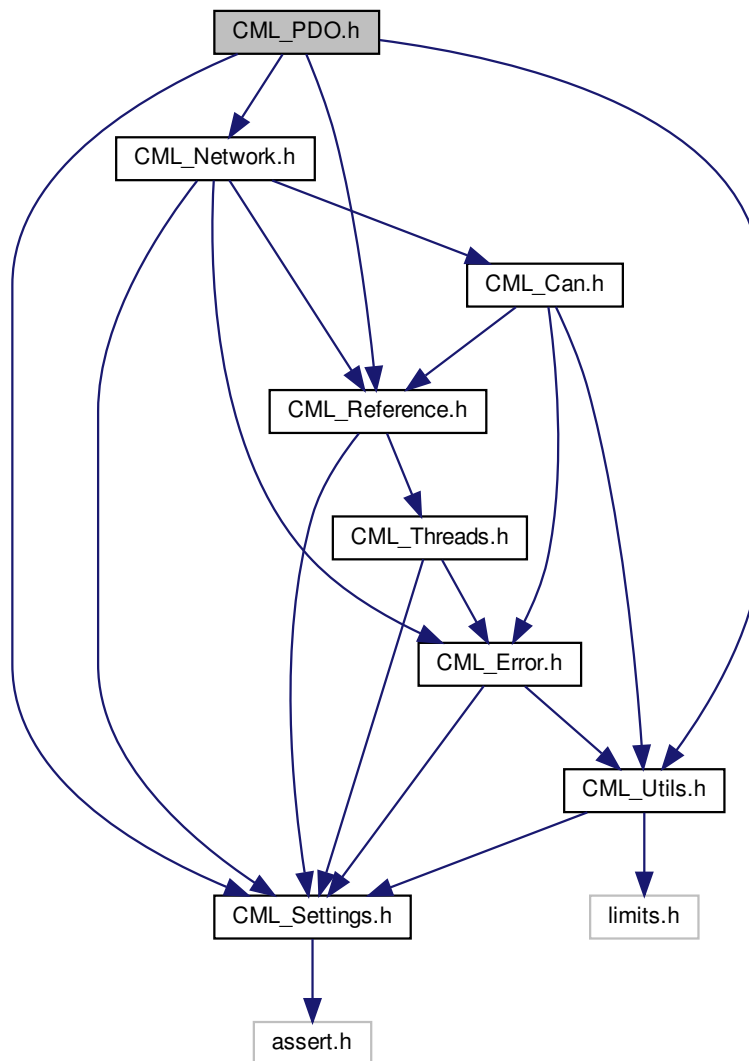 CML_PDO.h
CML_Network.h
CML_Can.h
CML_Reference.h
CML_Threads.h
CML_Error.h
CML_Utils.h
CML_Settings.h
limits.h
assert.h